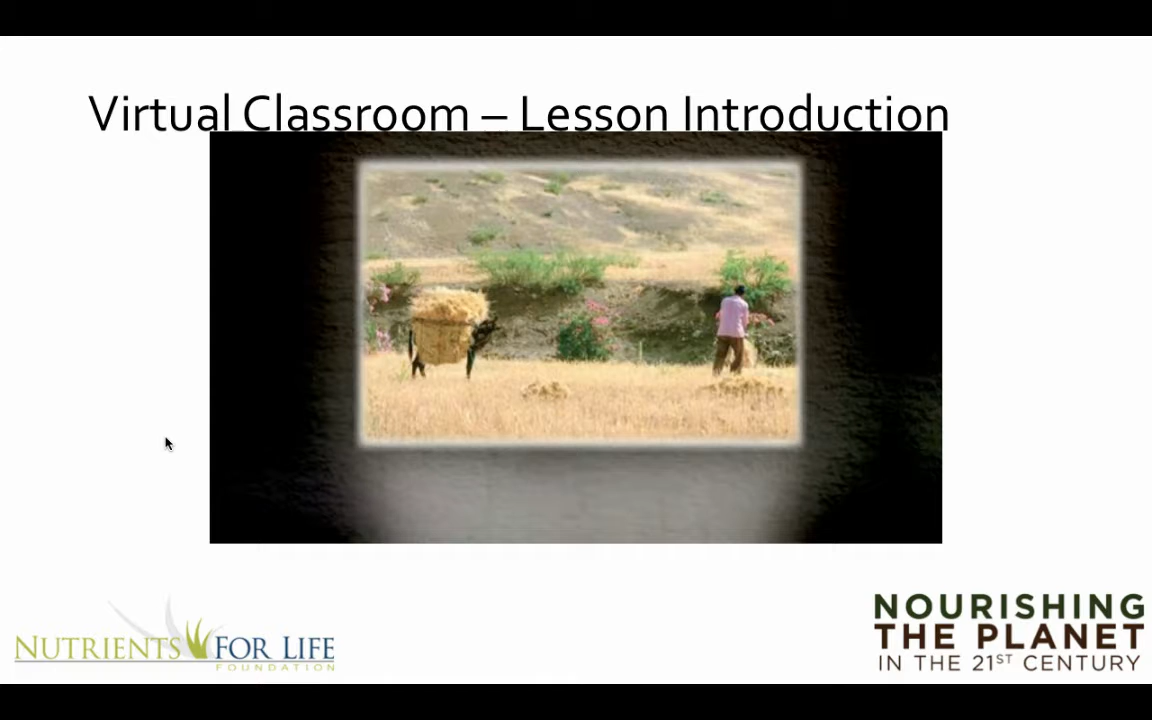 Virtual Classroom – Lesson Introduction
NUTRIENTS FOR LIFE
FOUNDATION
NOURISHING
THE PLANET
IN THE 21ST CENTURY